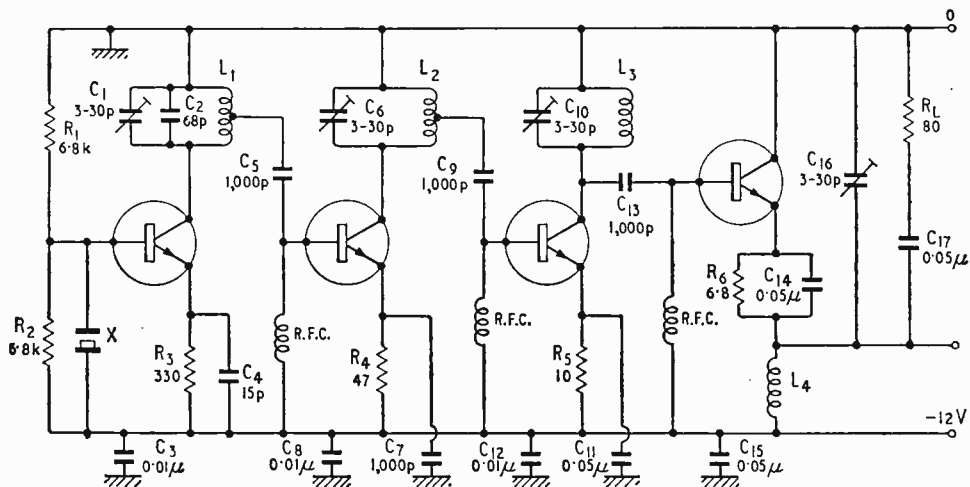 0
L1
L2
L3
C1
3-30p
C2
68p
R1
6.8k
C5
1,000p
C6
3-30p
C9
1,000p
C10
3-30p
C13
1,000p
C16
3-30p
RL
80
C17
0.05μ
R2
6.8k
X
R3
330
C4
15p
R.F.C.
R4
47
R.F.C.
R5
10
R.F.C.
R6
6.8
C14
0.05μ
L4
-12V
C3
0.01μ
C8
0.01μ
C7
1,000p
C12
0.01μ
C11
0.05μ
C15
0.05μ